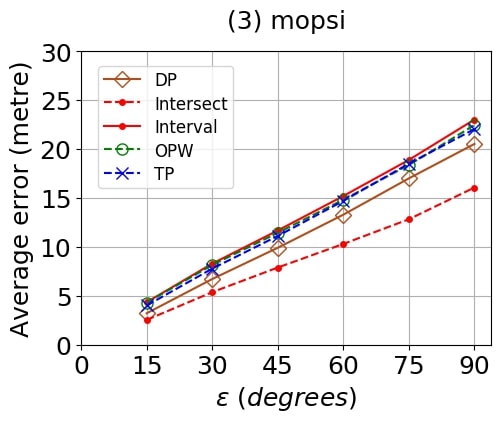 (3) mopsi
Average error (metre)
30
25
20
15
10
5
0
DP
Intersect
Interval
OPW
TP
0 15 30 45 60 75 90
ε (degrees)